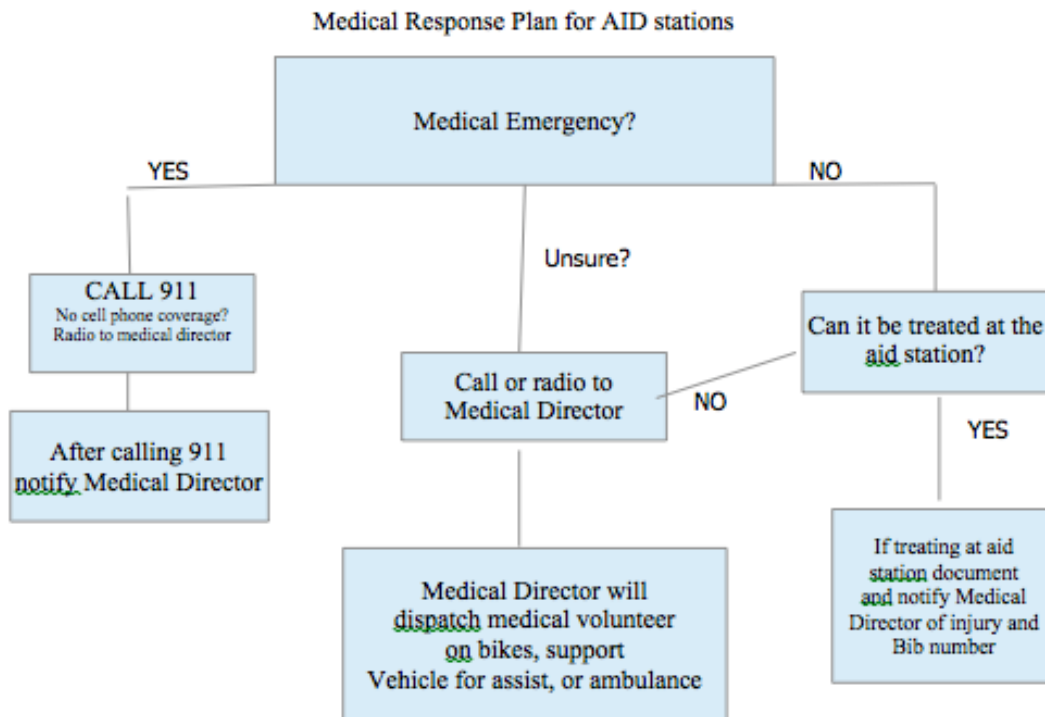 Medical Response Plan for AID stations
Medical Emergency?
YES
NO
Unsure?
CALL 911
No cell phone coverage?
Radio to medical director
Can it be treated at the
aid station?
Call or radio to
Medical Director
NO
After calling 911
notify Medical Director
YES
Medical Director will
dispatch medical volunteer
on bikes, support
Vehicle for assist, or ambulance
If treating at aid
station document
and notify Medical
Director of injury and
Bib number